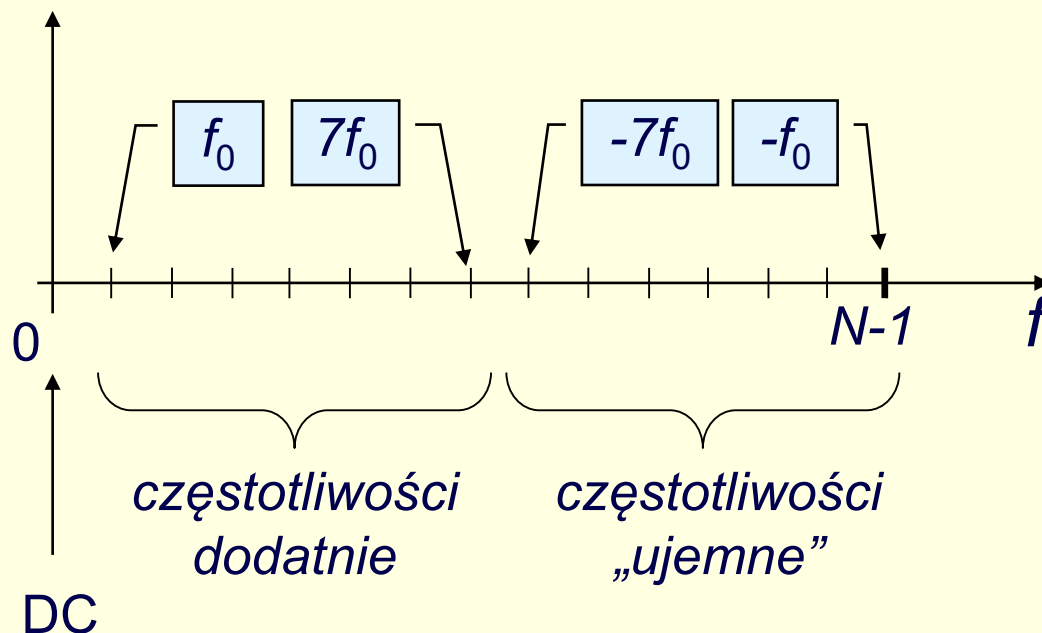 f₀ 7f₀ -7f₀ -f₀
0 N-1 f
częstotliwości dodatnie
częstotliwości „ujemne”
DC